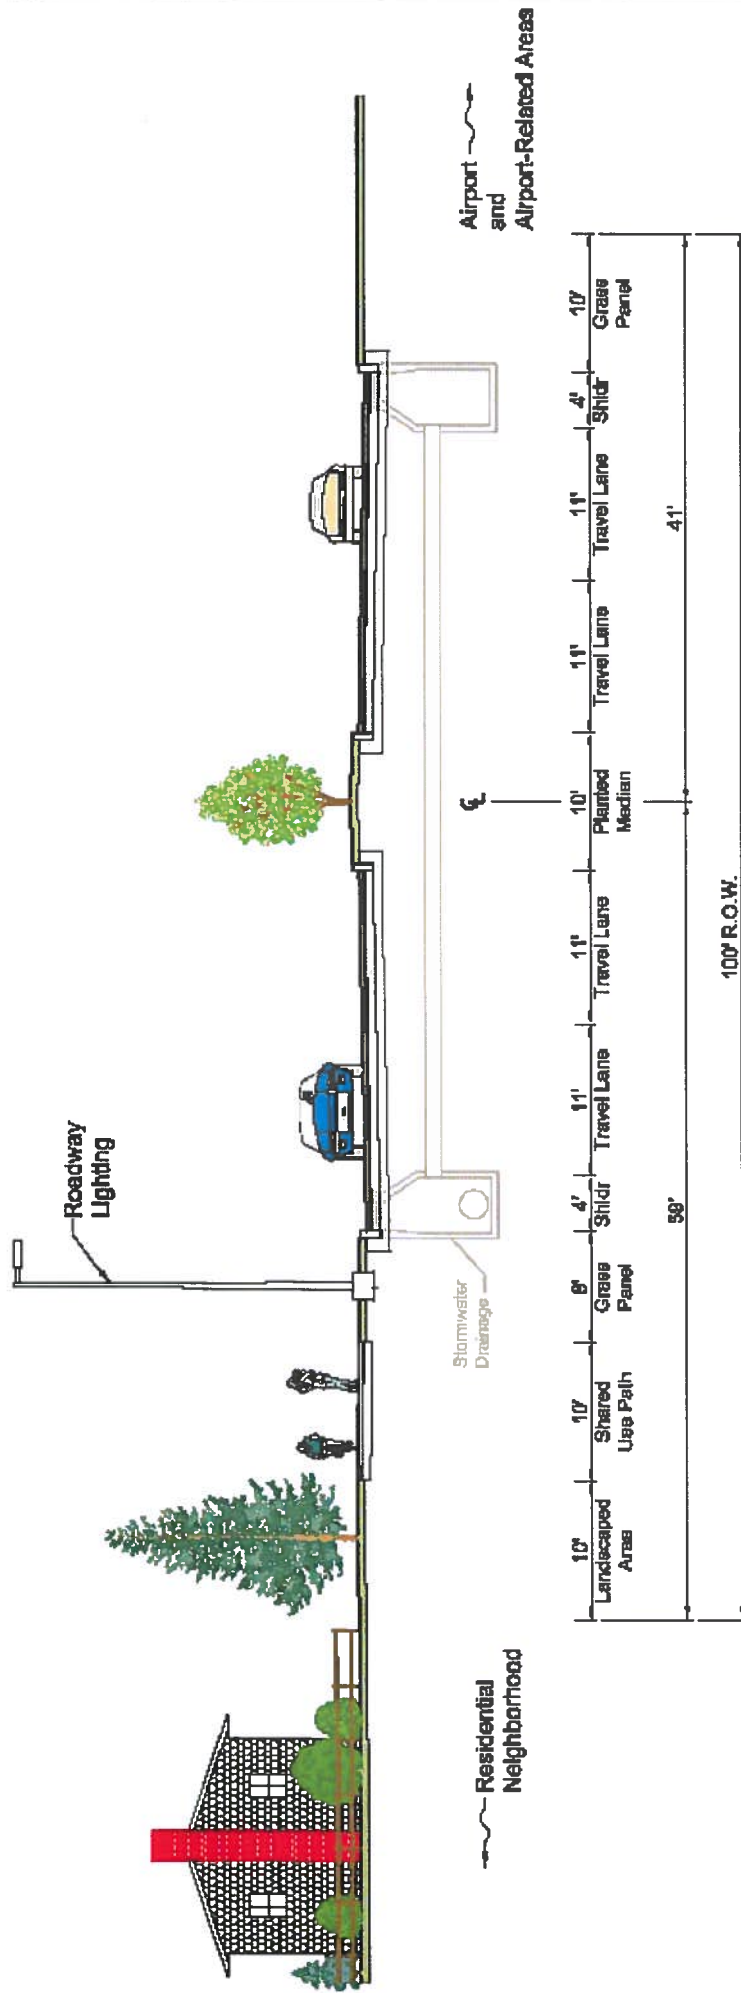 Roadway
Lighting
Stormwater
Drainage
Residential
Neighborhood
Airport
and
Airport-Related Areas
℄
10' 10' 8' 4' 11' 11' 10' 11' 11' 4' 10'
Landscaped Area
Shared Use Path
Grass Panel
Shldr
Travel Lane
Travel Lane
Planted Median
Travel Lane
Travel Lane
Shldr
Grass Panel
59' 41'
100' R.O.W.